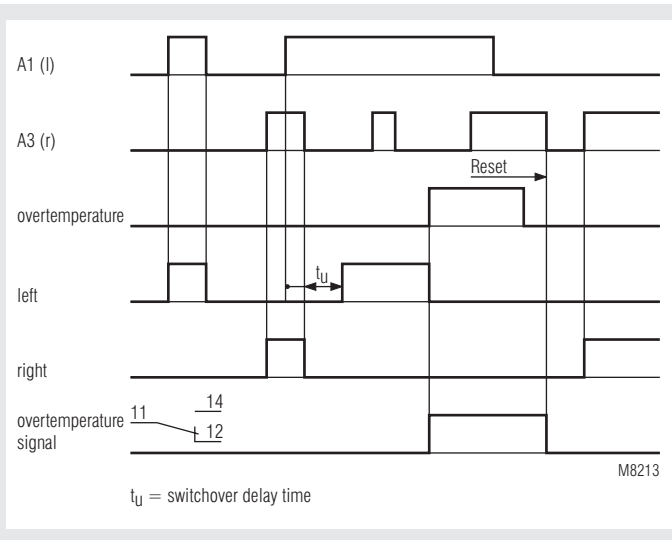 A1 (l)
A3 (r)
Reset
overtemperature
tu
left
right
14
overtemperature 11
12
signal
M8213
tu = switchover delay time